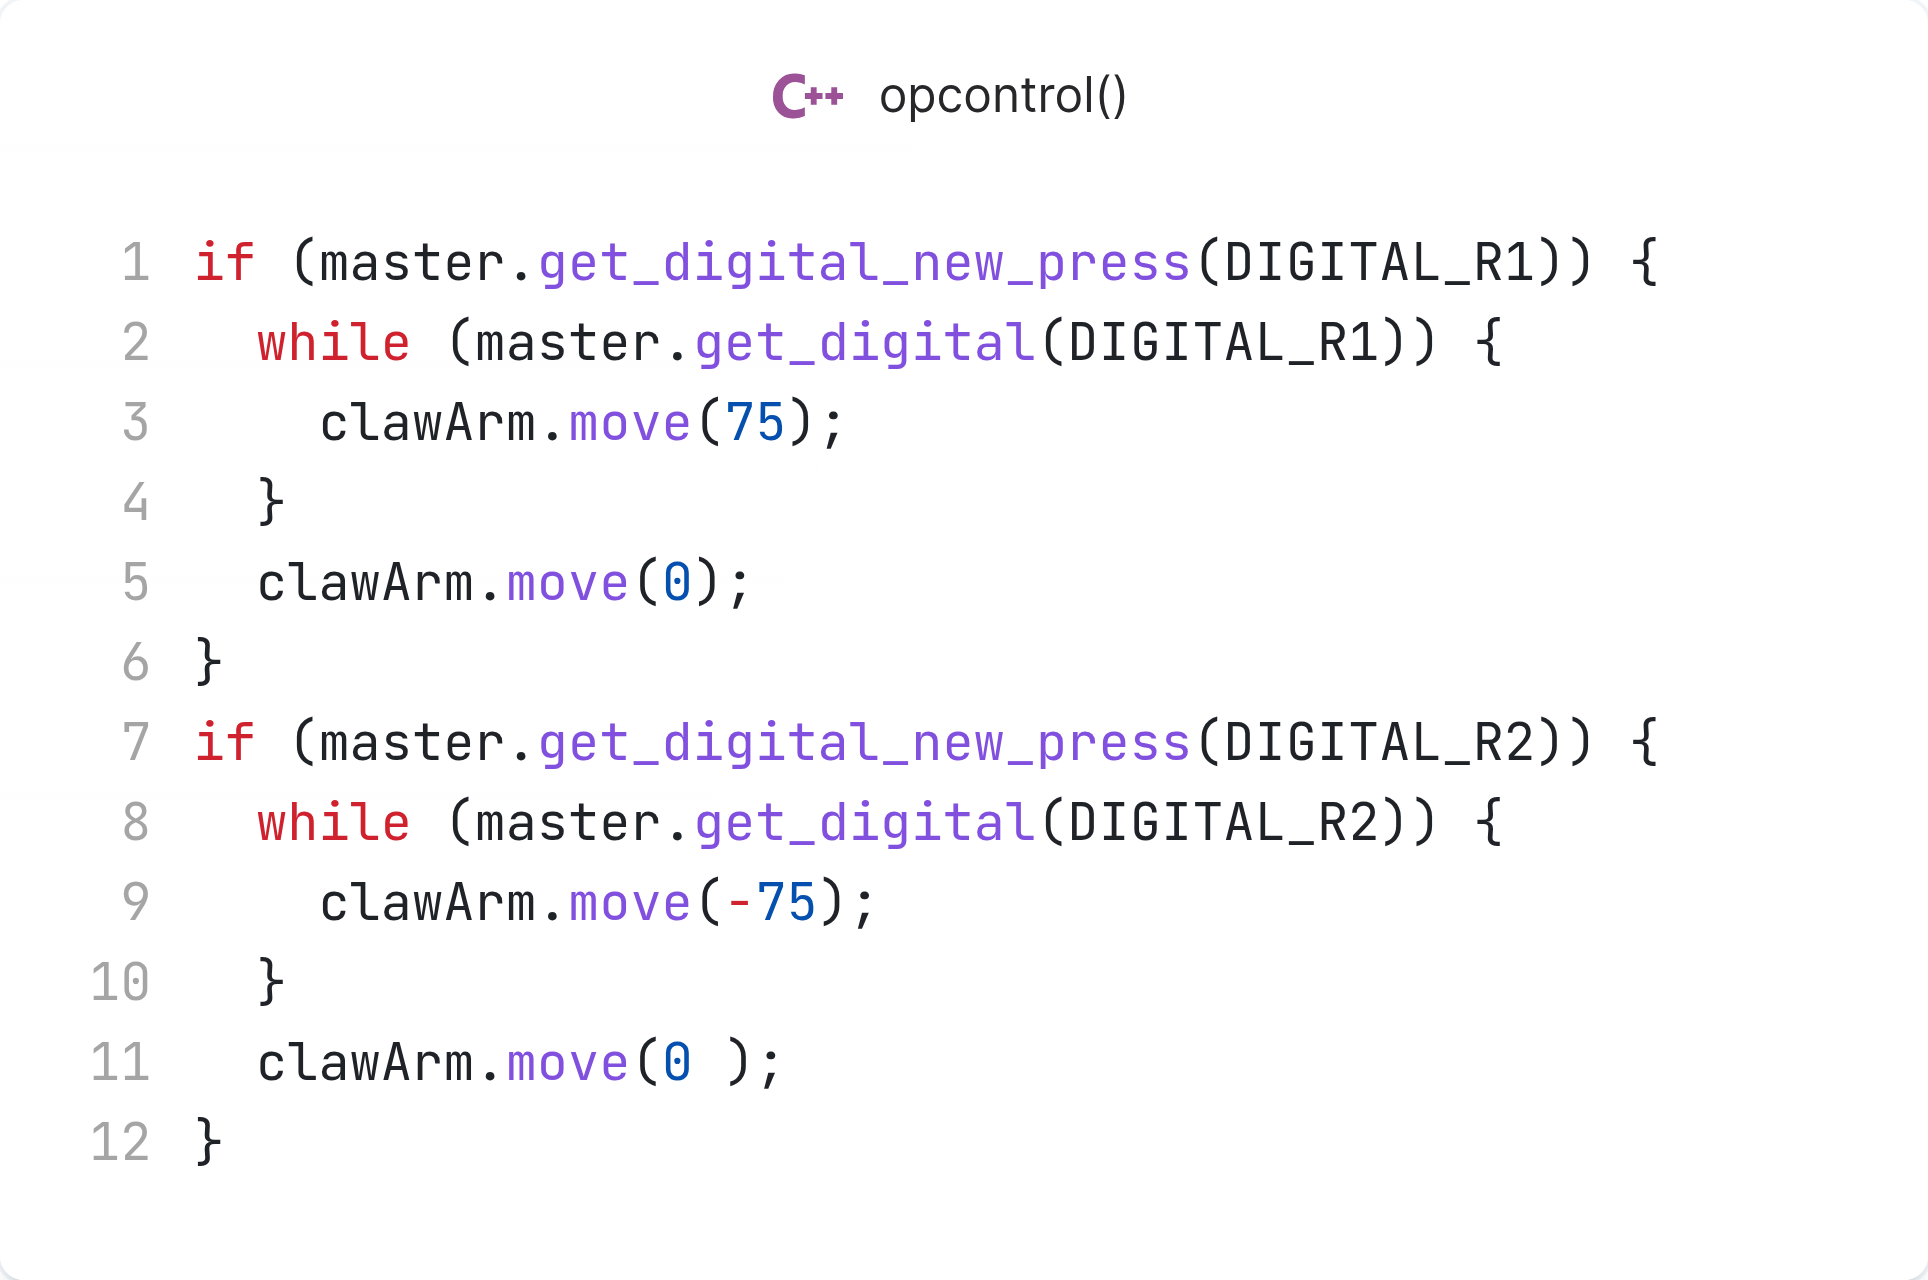 C++ opcontrol()
1 if (master.get_digital_new_press(DIGITAL_R1)) {
2   while (master.get_digital(DIGITAL_R1)) {
3     clawArm.move(75);
4   }
5   clawArm.move(0);
6 }
7 if (master.get_digital_new_press(DIGITAL_R2)) {
8   while (master.get_digital(DIGITAL_R2)) {
9     clawArm.move(-75);
10   }
11   clawArm.move(0 );
12 }